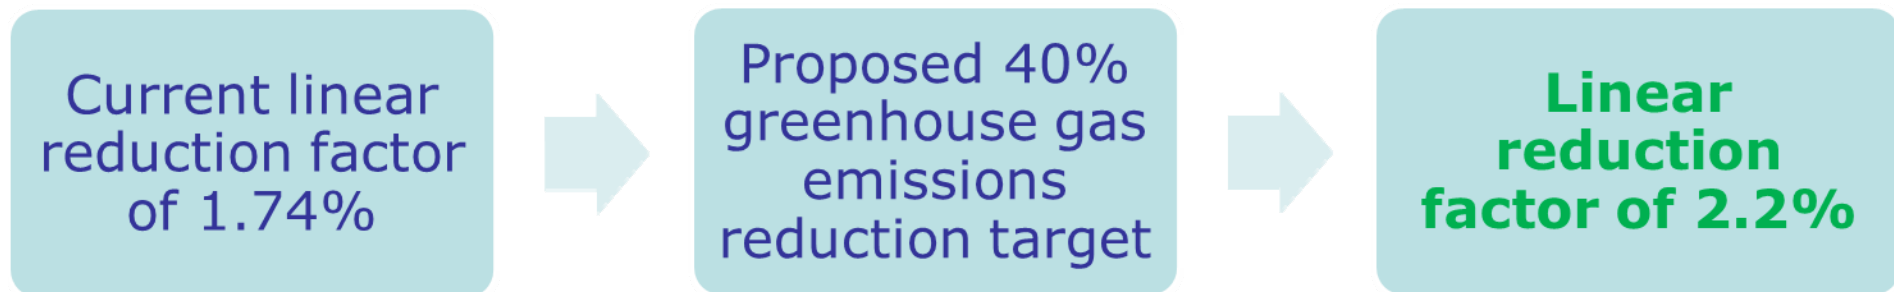 Current linear
reduction factor
of 1.74%
Proposed 40%
greenhouse gas
emissions
reduction target
Linear
reduction
factor of 2.2%